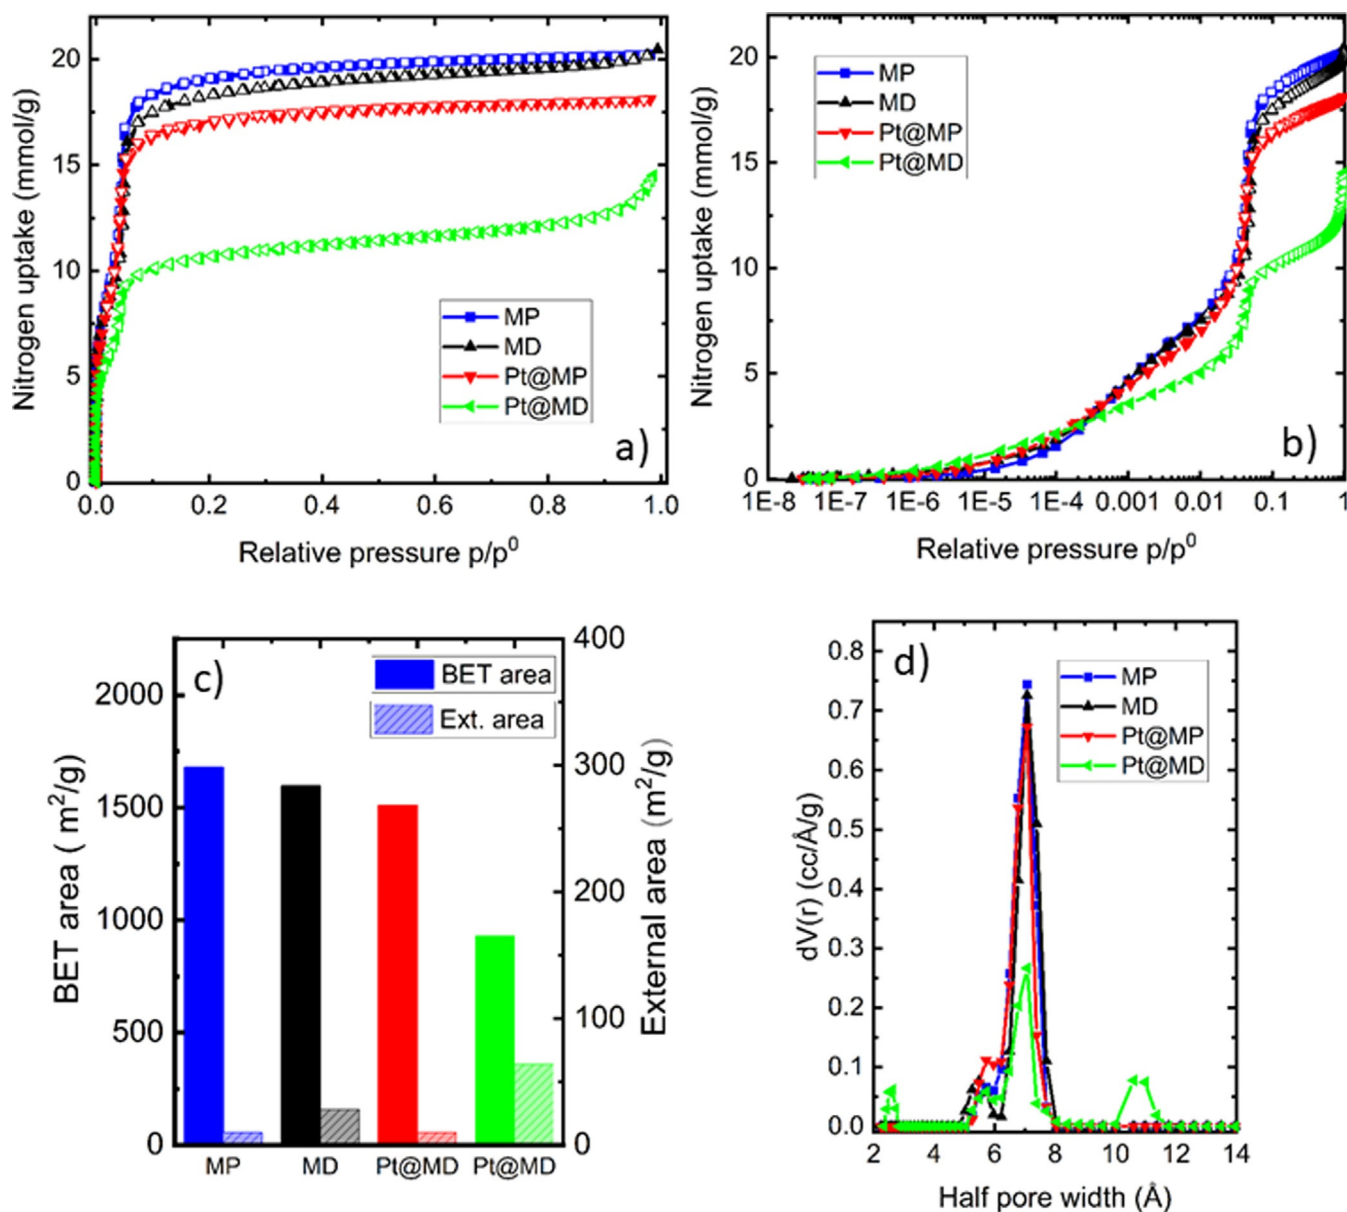 20
15
10
5
0
Nitrogen uptake (mmol/g)
MP
MD
Pt@MP
Pt@MD
a)
0.0 0.2 0.4 0.6 0.8 1.0
Relative pressure p/p⁰
20
15
10
5
0
Nitrogen uptake (mmol/g)
MP
MD
Pt@MP
Pt@MD
b)
1E-8 1E-7 1E-6 1E-5 1E-4 0.001 0.01 0.1 1
Relative pressure p/p⁰
c)
BET area
Ext. area
2000
1500
1000
500
0
BET area ( m²/g)
400
300
200
100
0
External area (m²/g)
MP MD Pt@MD Pt@MD
d)
MP
MD
Pt@MP
Pt@MD
0.8
0.7
0.6
0.5
0.4
0.3
0.2
0.1
0.0
dV(r) (cc/Å/g)
2 4 6 8 10 12 14
Half pore width (Å)